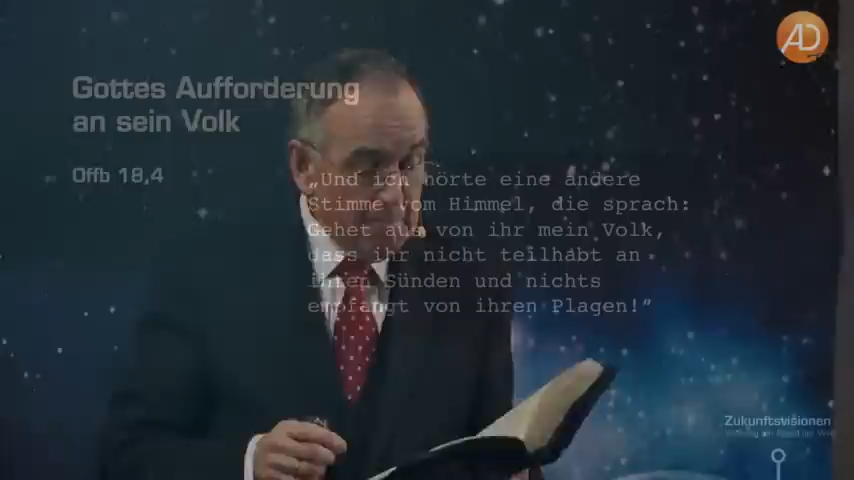 AD
Gottes Aufforderung
an sein Volk
Offb 18,4
„Und ich hörte eine andere
Stimme vom Himmel, die sprach:
Gehet aus von ihr mein Volk,
dass ihr nicht teilhabt an
ihren Sünden und nichts
empfangt von ihren Plagen!”
Zukunftsvisionen